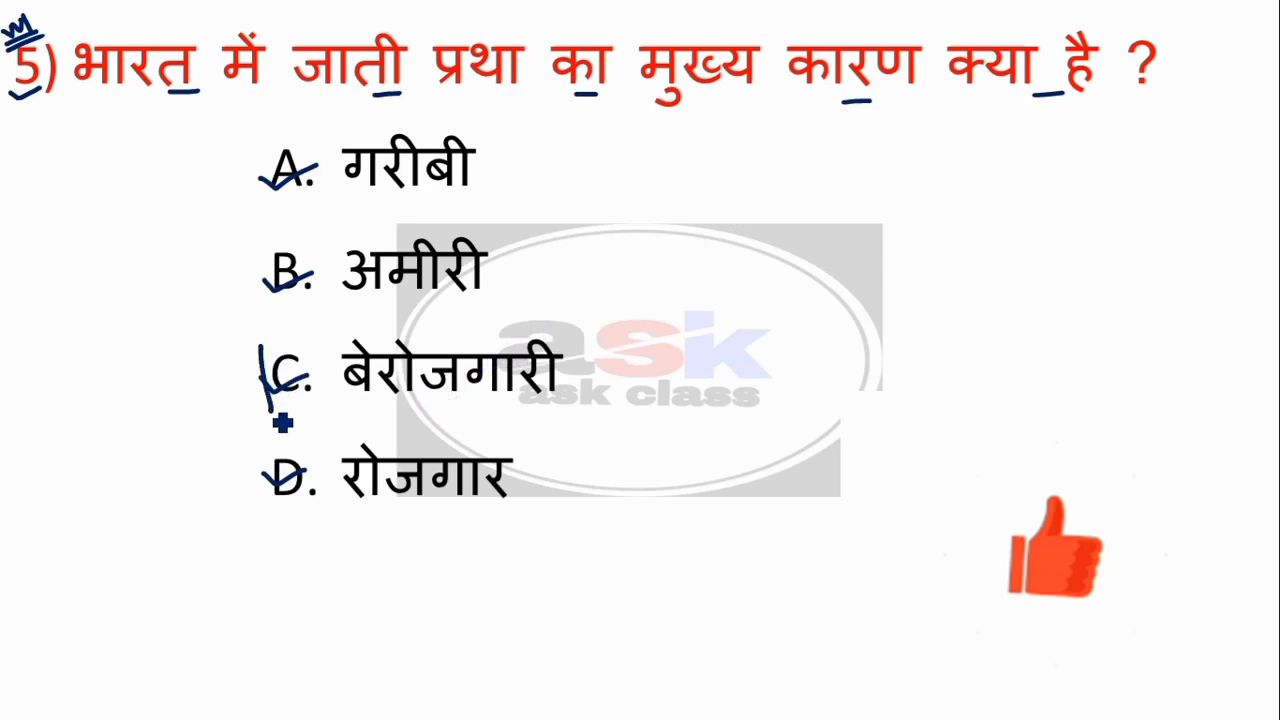 5) भारत में जाती प्रथा का मुख्य कारण क्या है ?
A. गरीबी
B. अमीरी
C. बेरोजगारी
D. रोजगार
ask
ask class